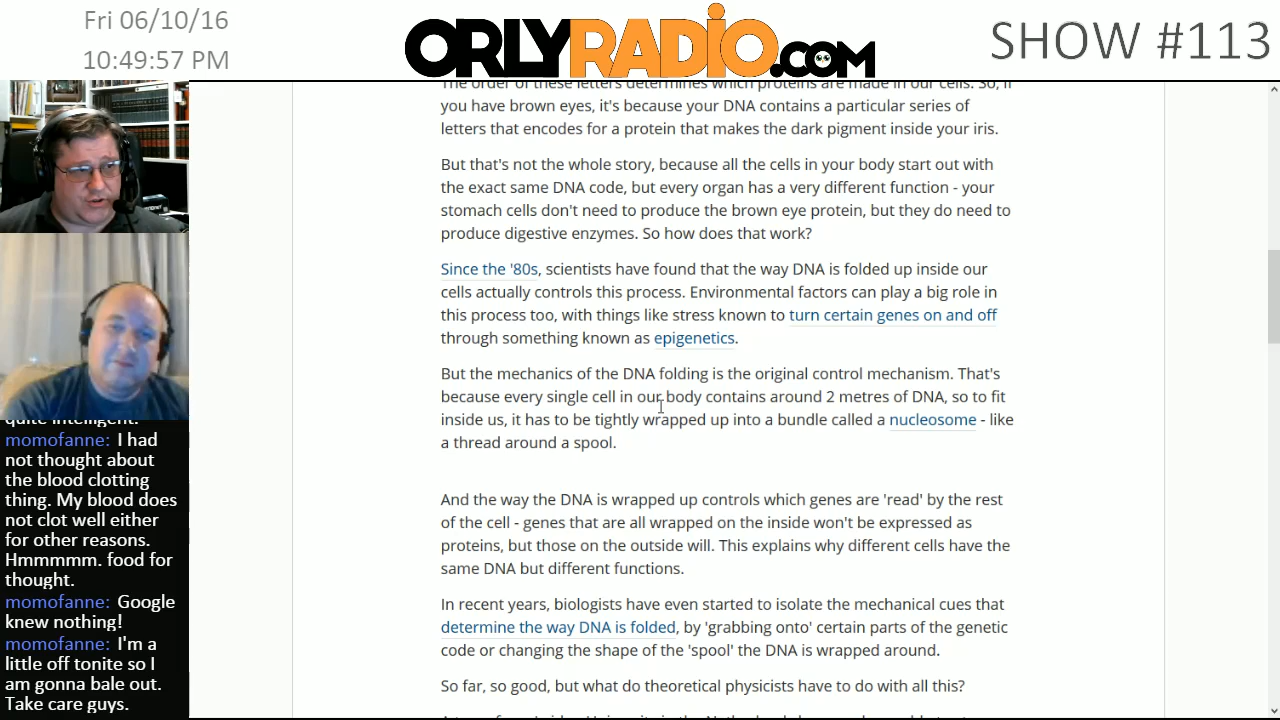 Fri 06/10/16
10:49:57 PM
ORLYRADiO.COM
SHOW #113
The order of these letters determines which proteins are made in our cells. So, if
you have brown eyes, it's because your DNA contains a particular series of
letters that encodes for a protein that makes the dark pigment inside your iris.
But that's not the whole story, because all the cells in your body start out with
the exact same DNA code, but every organ has a very different function - your
stomach cells don't need to produce the brown eye protein, but they do need to
produce digestive enzymes. So how does that work?
Since the '80s, scientists have found that the way DNA is folded up inside our
cells actually controls this process. Environmental factors can play a big role in
this process too, with things like stress known to turn certain genes on and off
through something known as epigenetics.
But the mechanics of the DNA folding is the original control mechanism. That's
because every single cell in our body contains around 2 metres of DNA, so to fit
inside us, it has to be tightly wrapped up into a bundle called a nucleosome - like
a thread around a spool.
And the way the DNA is wrapped up controls which genes are 'read' by the rest
of the cell - genes that are all wrapped on the inside won't be expressed as
proteins, but those on the outside will. This explains why different cells have the
same DNA but different functions.
In recent years, biologists have even started to isolate the mechanical cues that
determine the way DNA is folded, by 'grabbing onto' certain parts of the genetic
code or changing the shape of the 'spool' the DNA is wrapped around.
So far, so good, but what do theoretical physicists have to do with all this?
quite intelligent.
momofanne: I had
not thought about
the blood clotting
thing. My blood does
not clot well either
for other reasons.
Hmmmmm. food for
thought.
momofanne: Google
knew nothing!
momofanne: I'm a
little off tonite so I
am gonna bale out.
Take care guys.